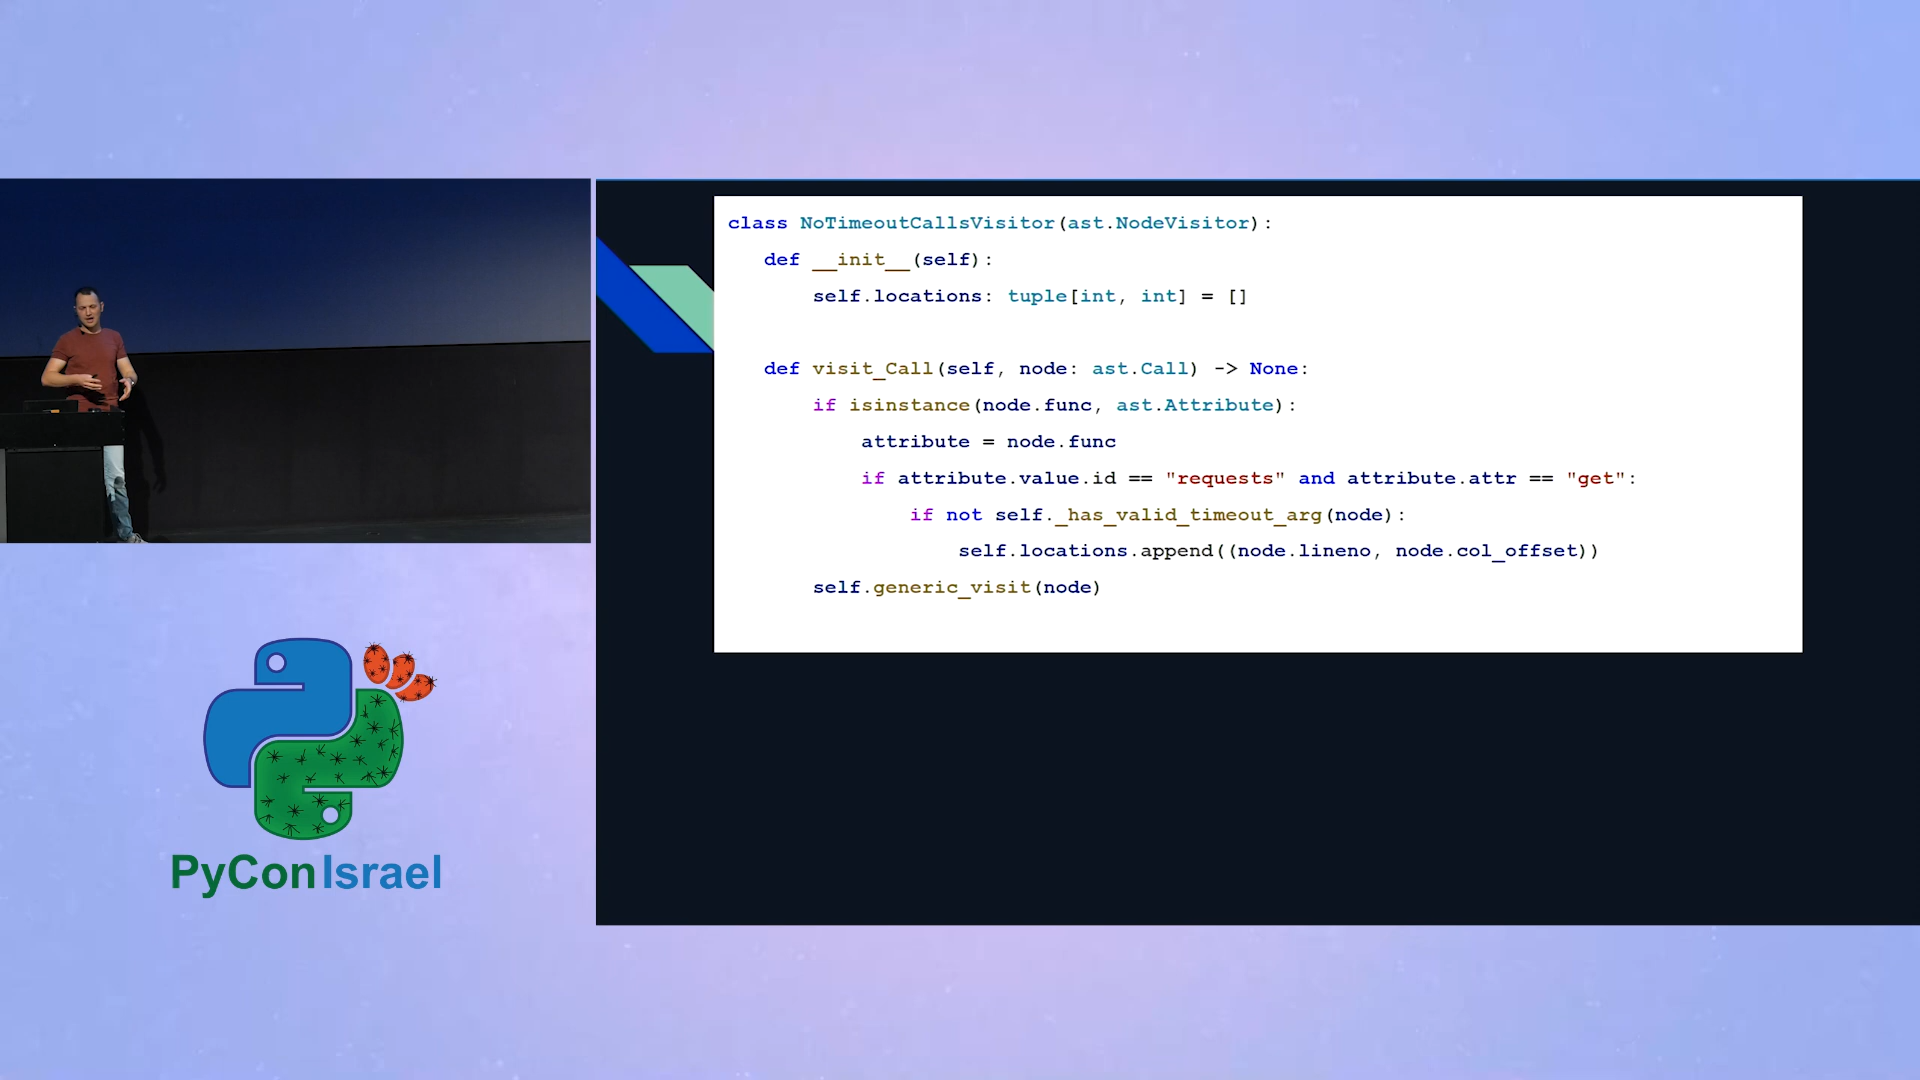 class NoTimeoutCallsVisitor(ast.NodeVisitor):
def __init__(self):
self.locations: tuple[int, int] = []
def visit_Call(self, node: ast.Call) -> None:
if isinstance(node.func, ast.Attribute):
attribute = node.func
if attribute.value.id == "requests" and attribute.attr == "get":
if not self._has_valid_timeout_arg(node):
self.locations.append((node.lineno, node.col_offset))
self.generic_visit(node)
PyConIsrael